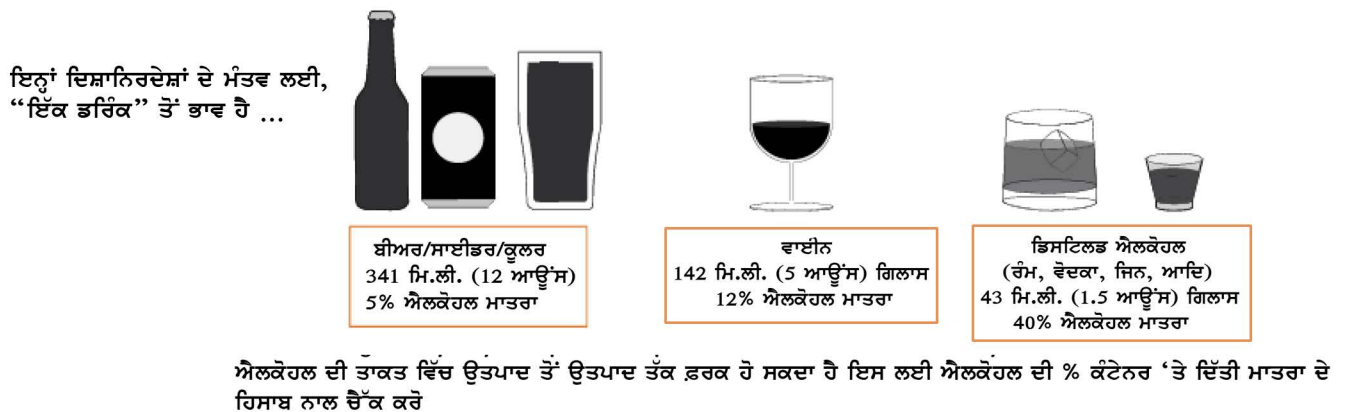 ਇਨ੍ਹਾਂ ਦਿਸ਼ਾਨਿਰਦੇਸ਼ਾਂ ਦੇ ਮੰਤਵ ਲਈ,
“ਇੱਕ ਡਰਿੰਕ” ਤੋਂ ਭਾਵ ਹੈ ...
ਬੀਅਰ/ਸਾਈਡਰ/ਕੂਲਰ
341 ਮਿ.ਲੀ. (12 ਆਊਂਸ)
5% ਐਲਕੋਹਲ ਮਾਤਰਾ
ਵਾਈਨ
142 ਮਿ.ਲੀ. (5 ਆਊਂਸ) ਗਿਲਾਸ
12% ਐਲਕੋਹਲ ਮਾਤਰਾ
ਡਿਸਟਿਲਡ ਐਲਕੋਹਲ
(ਰੰਮ, ਵੋਦਕਾ, ਜਿਨ, ਆਦਿ)
43 ਮਿ.ਲੀ. (1.5 ਆਊਂਸ) ਗਿਲਾਸ
40% ਐਲਕੋਹਲ ਮਾਤਰਾ
ਐਲਕੋਹਲ ਦੀ ਤਾਕਤ ਵਿੱਚ ਉਤਪਾਦ ਤੋਂ ਉਤਪਾਦ ਤੱਕ ਫ਼ਰਕ ਹੋ ਸਕਦਾ ਹੈ ਇਸ ਲਈ ਐਲਕੋਹਲ ਦੀ % ਕੰਟੇਨਰ ‘ਤੇ ਦਿੱਤੀ ਮਾਤਰਾ ਦੇ
ਹਿਸਾਬ ਨਾਲ ਚੈੱਕ ਕਰੋ